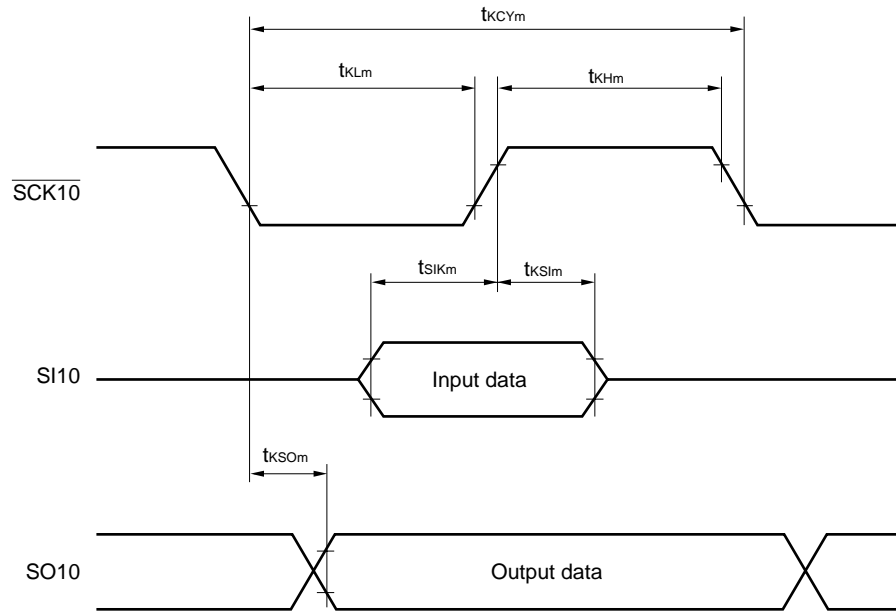 tKCYm
tKLm
tKHm
SCK10
tSIKm
tKSIm
SI10
Input data
tKSOm
SO10
Output data